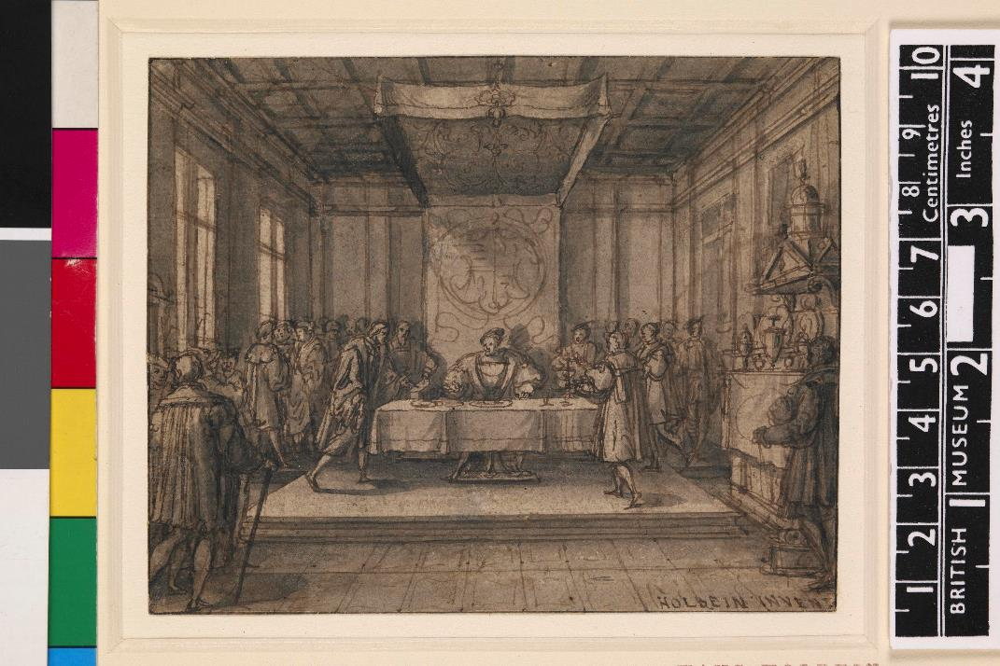 HOLBEIN INVEN
BRITISH MUSEUM
Centimetres
1 2 3 4 5 6 7 8 9 10
Inches
1 2 3 4